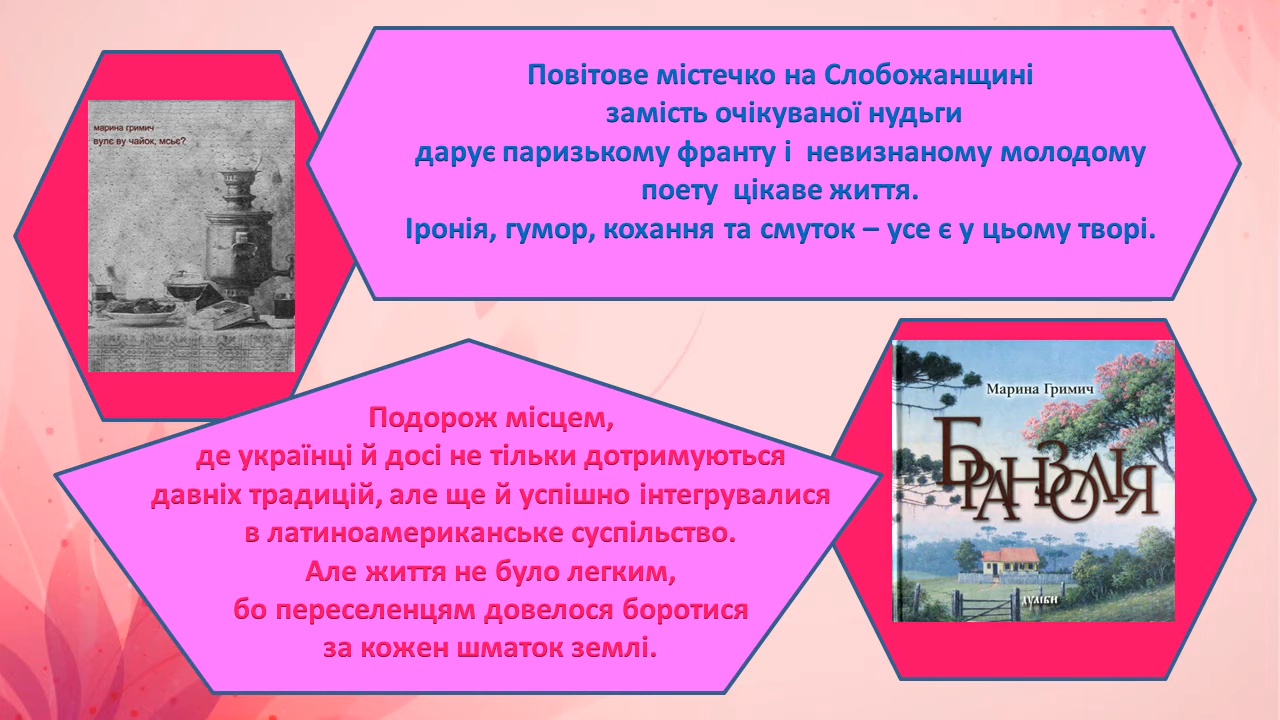 марина гримич
вулє ву чайок, мсьє?
Повітове містечко на Слобожанщині
замість очікуваної нудьги
дарує паризькому франту і невизнаному молодому
поету цікаве життя.
Іронія, гумор, кохання та смуток – усе є у цьому творі.
Подорож місцем,
де українці й досі не тільки дотримуються
давніх традицій, але ще й успішно інтегрувалися
в латиноамериканське суспільство.
Але життя не було легким,
бо переселенцям довелося боротися
за кожен шматок землі.
Марина Гримич
БРАНЗОЛІЯ
ДУЛІБИ